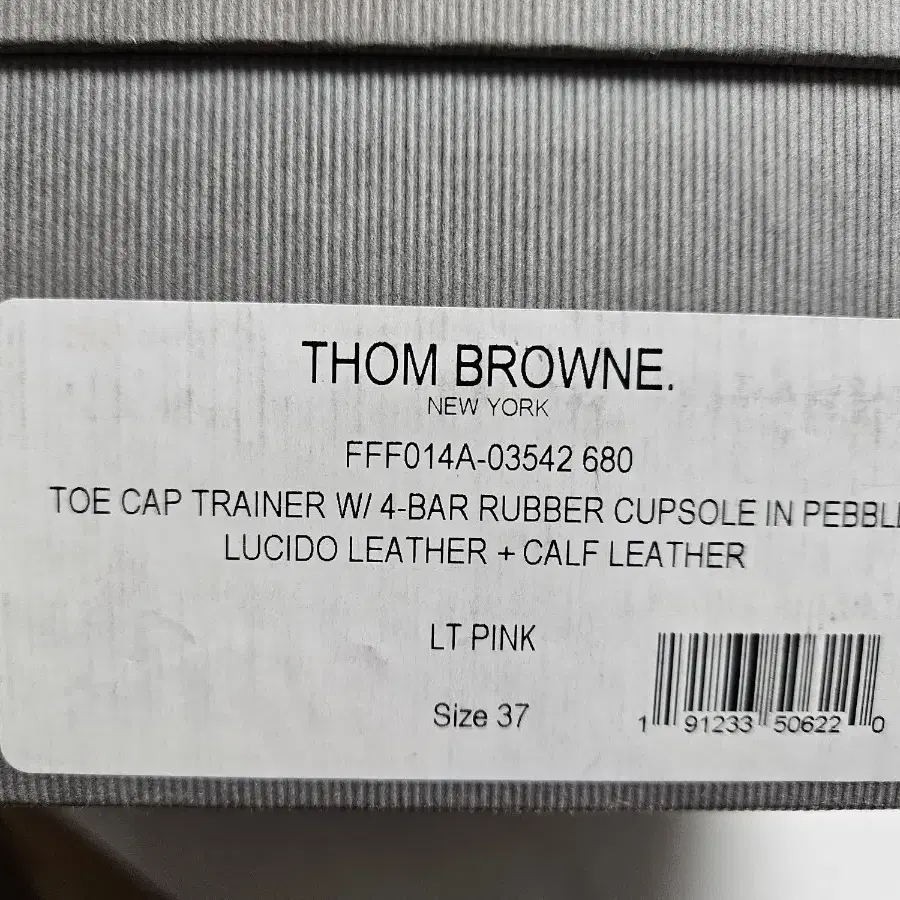 THOM BROWNE.
NEW YORK
FFF014A-03542 680
TOE CAP TRAINER W/ 4-BAR RUBBER CUPSOLE IN PEBBL
LUCIDO LEATHER + CALF LEATHER
LT PINK
Size 37
1 91233 50622 0